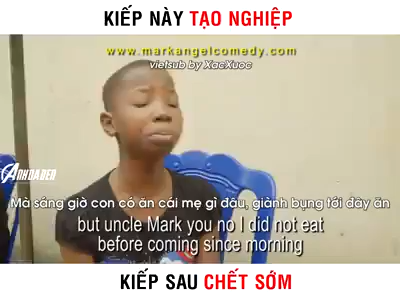 KIẾP NÀY TẠO NGHIỆP
www.markangelcomedy.com
vietsub by XacXuoc
ANHDADEN
Mà sáng giờ con có ăn cái mẹ gì đâu, giành bụng tới đây ăn
but uncle Mark you no I did not eat
before coming since morning
KIẾP SAU CHẾT SỚM